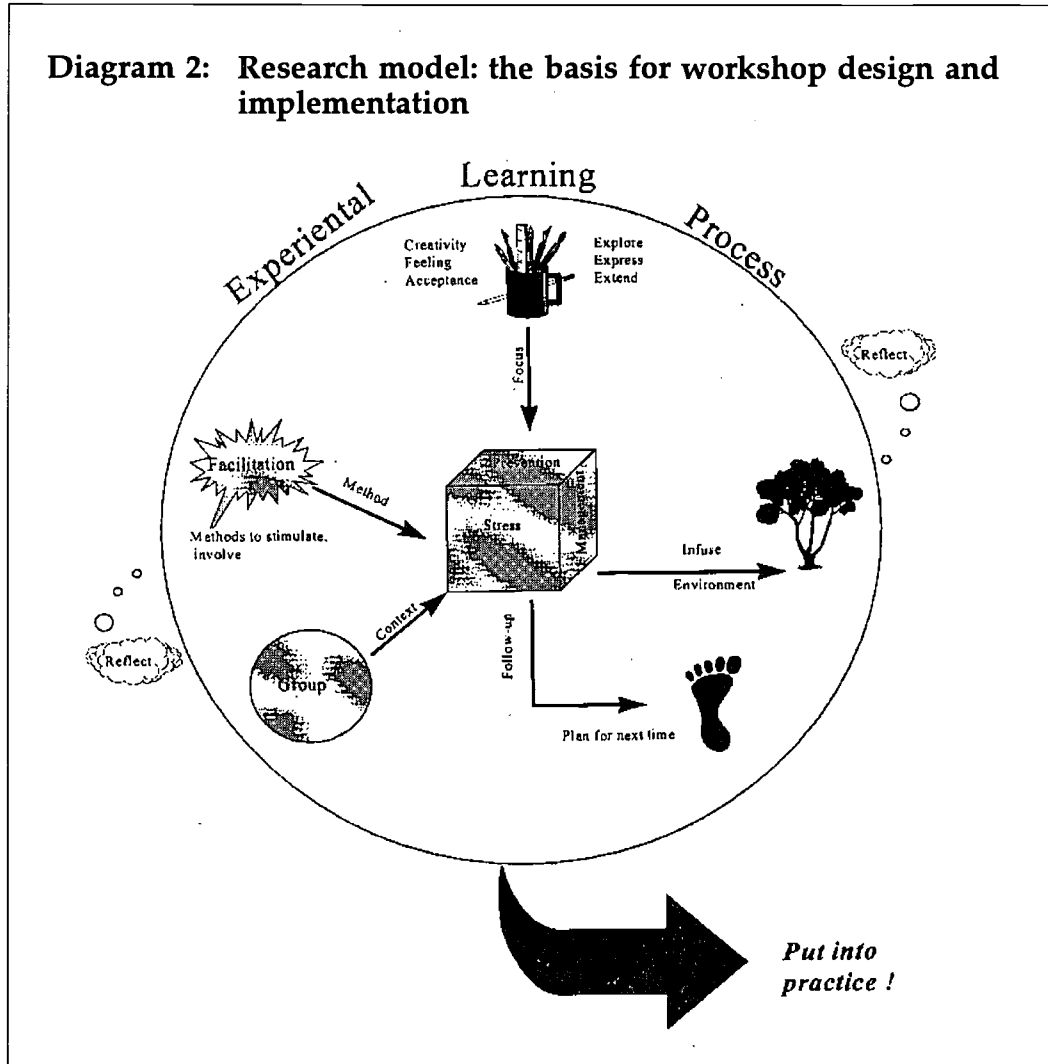 Diagram 2: Research model: the basis for workshop design and
implementation
Experiental Learning Process
Creativity
Feeling
Acceptance
Explore
Express
Extend
Focus
Reflect
Facilitation
Method
Methods to stimulate,
involve
Prevention
Stress
Management
Infuse
Environment
Context
Group
Reflect
Follow-up
Plan for next time
Put into
practice !